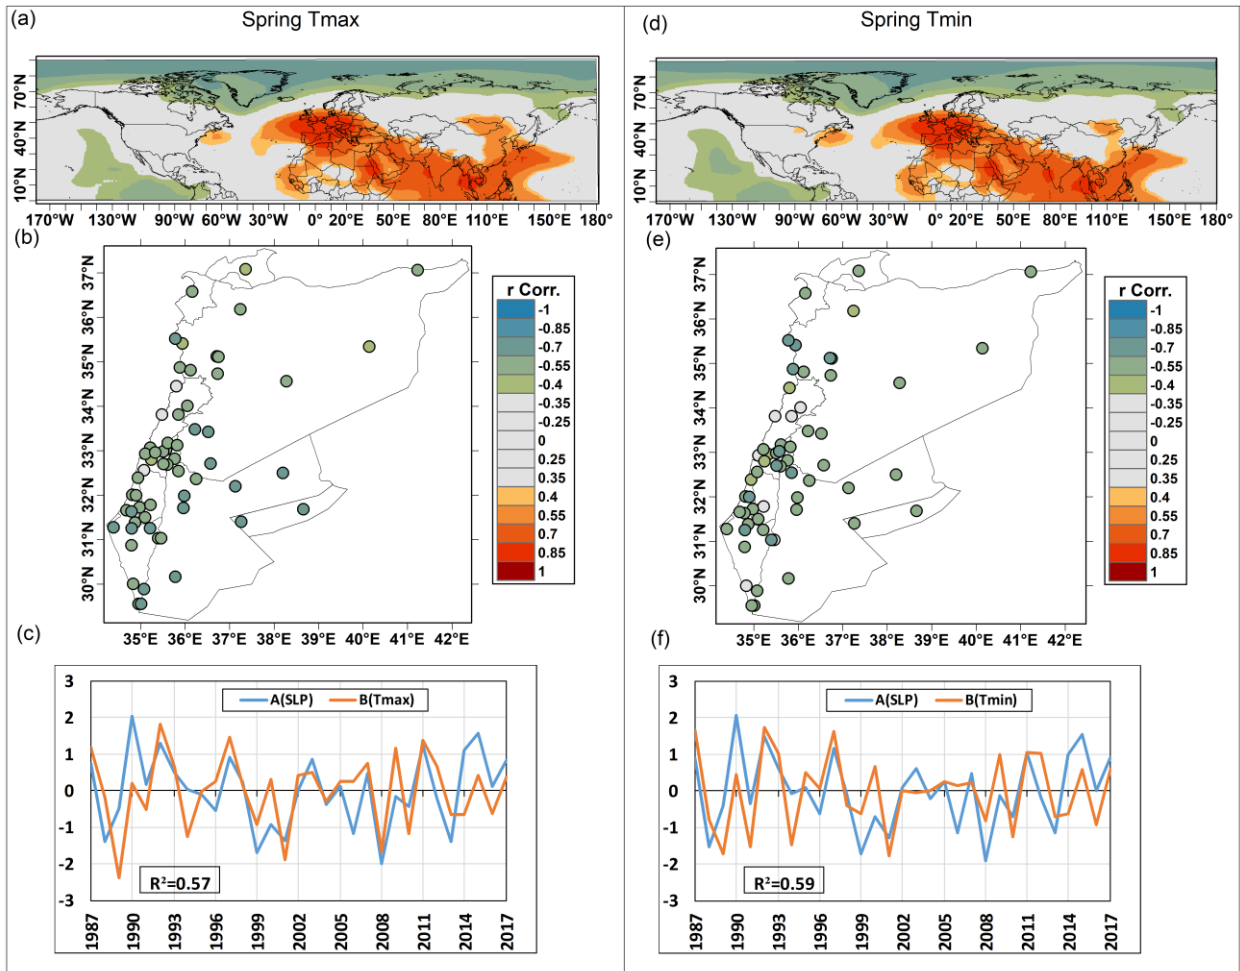 (a)
Spring Tmax
70°N
40°N
10°N
170°W
120°W
90°W
60°W
30°0
0°E
20°E
50°E
80°E
110°E
150°E
180°
(b)
37°N
36°N
35°N
34°N
33°N
32°N
31°N
30°N
35°E
36°E
37°E
38°E
39°E
40°E
41°E
42°E
r Corr.
-1
-0.85
-0.7
-0.55
-0.4
-0.35
-0.25
0
0.25
0.35
0.4
0.55
0.7
0.85
1
(c)
3
2
1
0
-1
-2
-3
A(SLP)
B(Tmax)
R²=0.57
1987
1990
1993
1996
1999
2002
2005
2008
2011
2014
2017
(d)
Spring Tmin
70°N
40°N
10°N
170°W
120°W
90°W
60°W
30°0
0°E
20°E
50°E
80°E
110°E
150°E
180°
(e)
37°N
36°N
35°N
34°N
33°N
32°N
31°N
30°N
35°E
36°E
37°E
38°E
39°E
40°E
41°E
42°E
r Corr.
-1
-0.85
-0.7
-0.55
-0.4
-0.35
-0.25
0
0.25
0.35
0.4
0.55
0.7
0.85
1
(f)
3
2
1
0
-1
-2
-3
A(SLP)
B(Tmin)
R²=0.59
1987
1990
1993
1996
1999
2002
2005
2008
2011
2014
2017